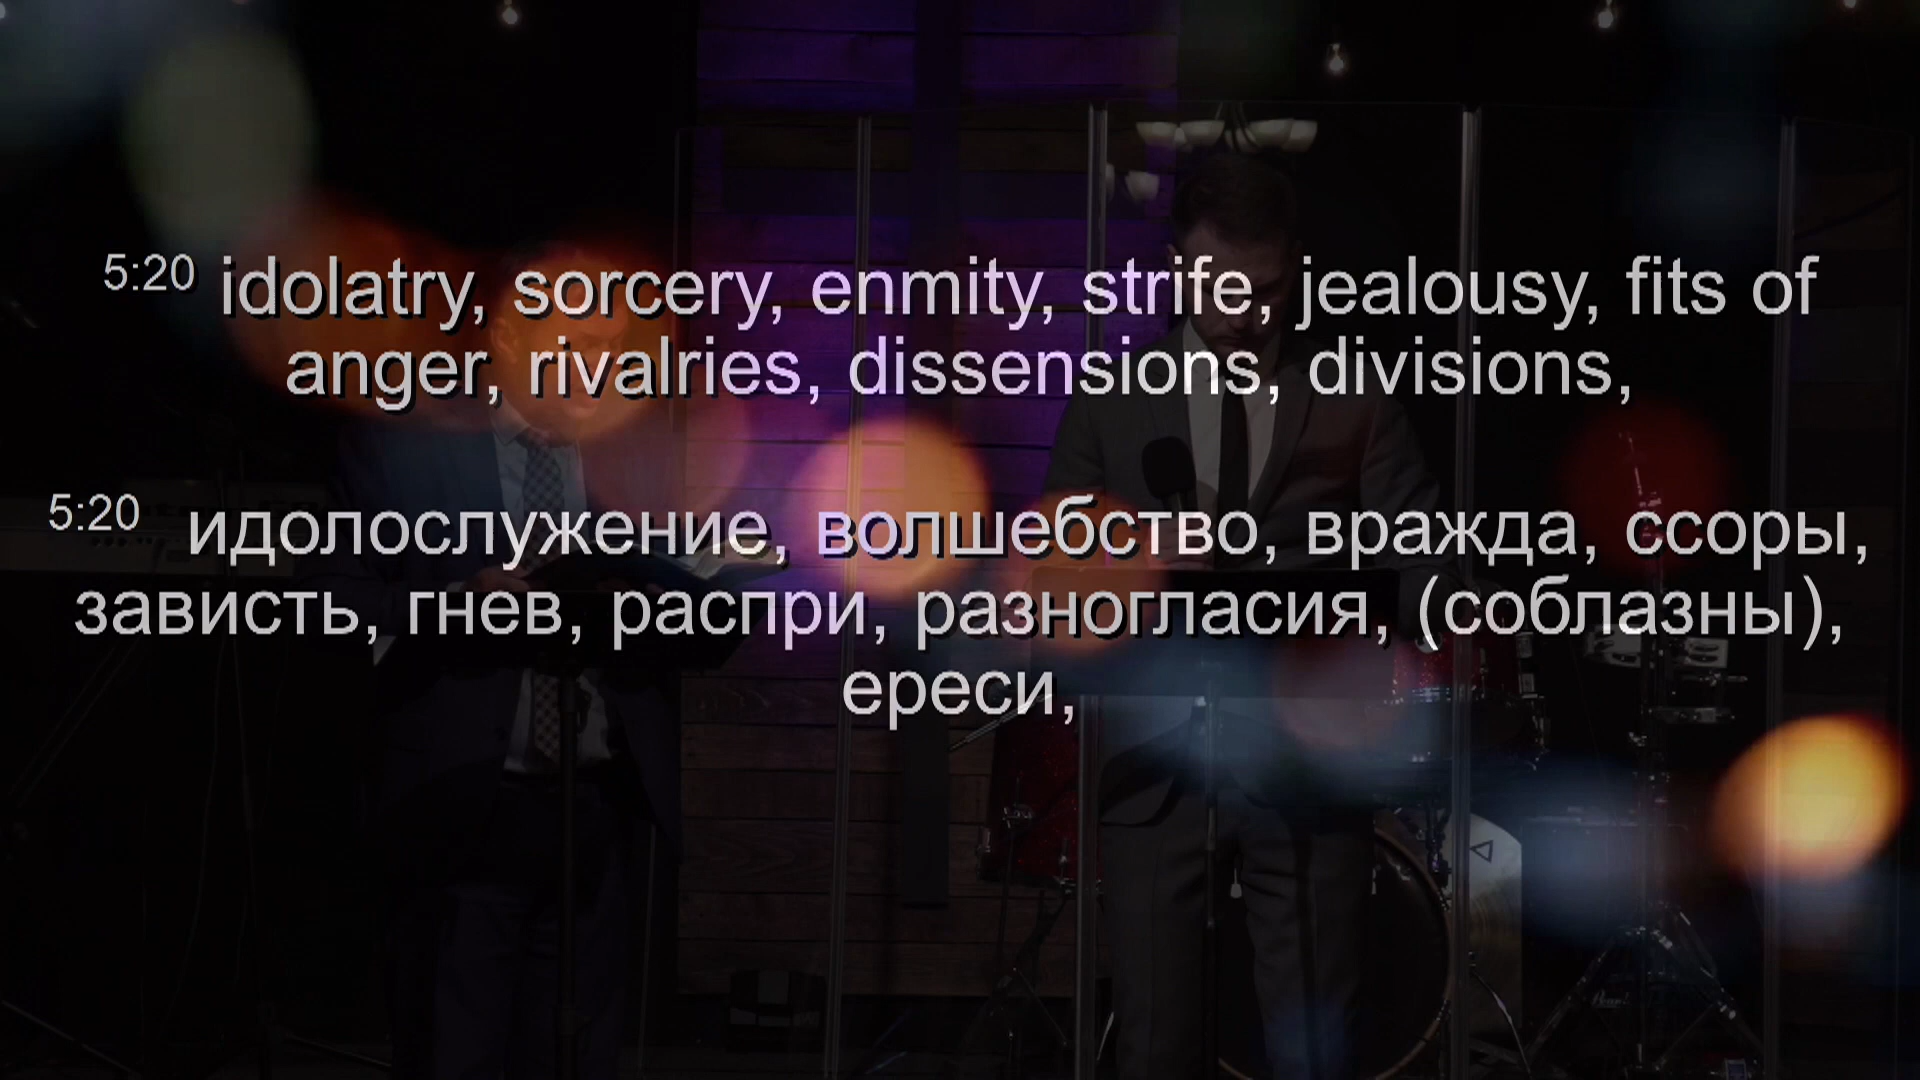 5:20 idolatry, sorcery, enmity, strife, jealousy, fits of
anger, rivalries, dissensions, divisions,
5:20 идолослужение, волшебство, вражда, ссоры,
зависть, гнев, распри, разногласия, (соблазны),
ереси,